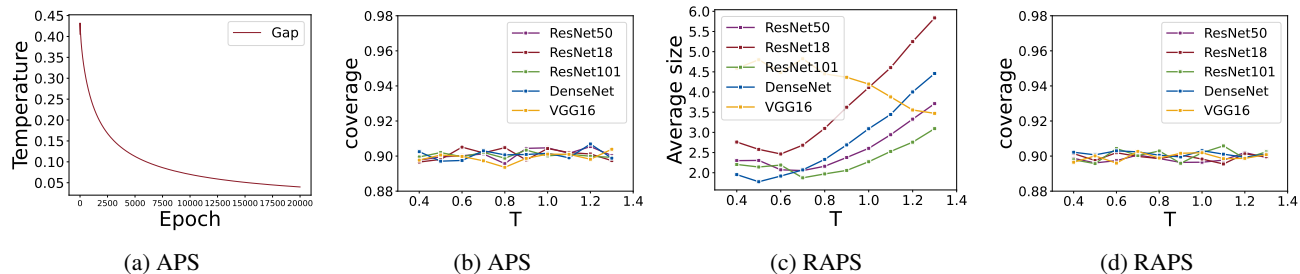 0.45
0.40
0.35
0.30
0.25
0.20
0.15
0.10
0.05
Temperature
0 2500 5000 7500 10000 12500 15000 17500 20000
Epoch
Gap
(a) APS
0.98
0.96
0.94
0.92
0.90
0.88
coverage
0.4 0.6 0.8 1.0 1.2 1.4
T
ResNet50
ResNet18
ResNet101
DenseNet
VGG16
(b) APS
6.0
5.5
5.0
4.5
4.0
3.5
3.0
2.5
2.0
Average size
0.4 0.6 0.8 1.0 1.2 1.4
T
ResNet50
ResNet18
ResNet101
DenseNet
VGG16
(c) RAPS
0.98
0.96
0.94
0.92
0.90
0.88
coverage
0.4 0.6 0.8 1.0 1.2 1.4
T
ResNet50
ResNet18
ResNet101
DenseNet
VGG16
(d) RAPS